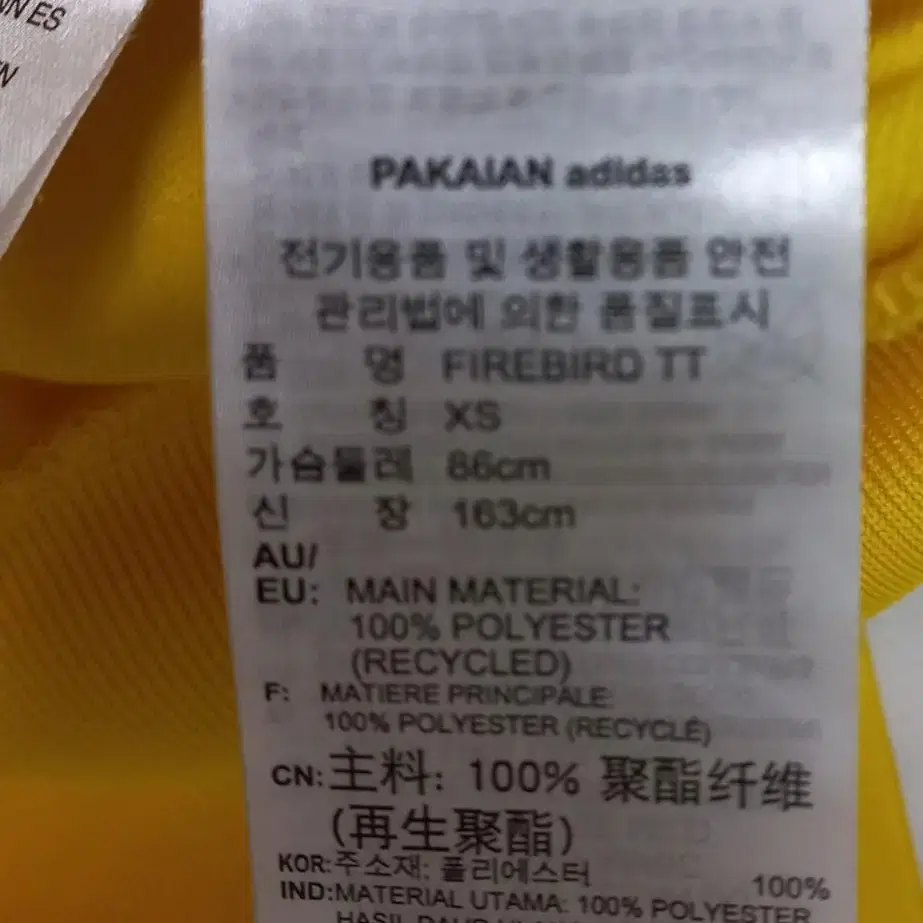 NN ES
PAKAIAN adidas
전기용품 및 생활용품 안전
관리법에 의한 품질표시
품 명 FIREBIRD TT
호 칭 XS
가슴둘레 86cm
신 장 163cm
AU/
EU: MAIN MATERIAL:
100% POLYESTER
(RECYCLED)
F: MATIERE PRINCIPALE:
100% POLYESTER (RECYCLÉ)
CN: 主料: 100% 聚酯纤维
(再生聚酯)
KOR: 주소재: 폴리에스터 100%
IND: MATERIAL UTAMA: 100% POLYESTER
HASIL DAUR